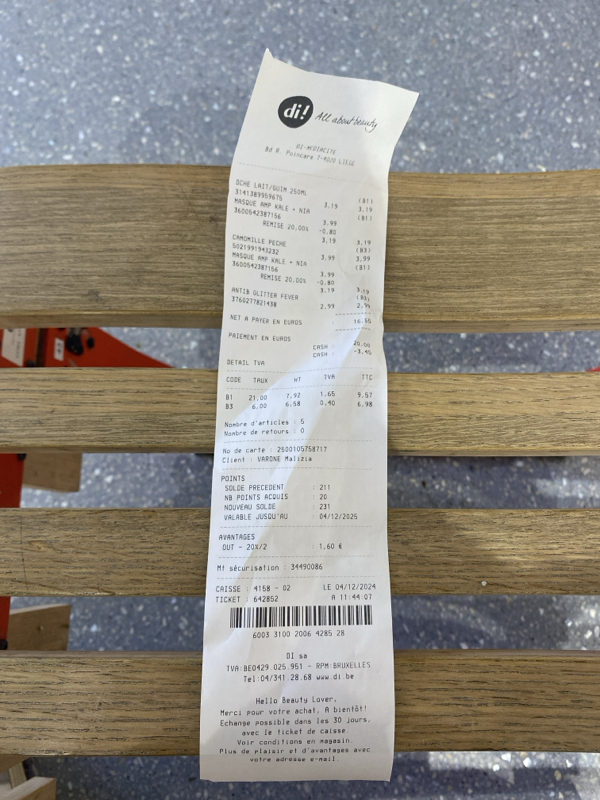 di! All about beauty
DI-MEDIACITE
Bd R. Poincare 7-4020 LIEGE
DCHE LAIT/GUIM 250ML (B1)
3141389959675 3,19 3,19
MASQUE AMP KALE + NIA (B1)
3600542387156 3,99
REMISE 20,00% -0,80
3,19 3,19
CAMOMILLE PECHE (B3)
5021991943232 3,99 3,99
MASQUE AMP KALE + NIA (B1)
3600542387156 3,99
REMISE 20,00% -0,80
3,19 3,19
ANTIB GLITTER FEVER (B3)
3760277821438 2,99 2,99
NET A PAYER EN EUROS 16,55
PAIEMENT EN EUROS
CASH : 20,00
CASH : -3,45
DETAIL TVA
CODE TAUX HT TVA TTC
B1 21,00 7,92 1,65 9,57
B3 6,00 6,58 0,40 6,98
Nombre d'articles : 5
Nombre de retours : 0
No de carte : 2500105758717
Client : VARONE Malizia
POINTS
SOLDE PRECEDENT : 211
NB POINTS ACQUIS : 20
NOUVEAU SOLDE : 231
VALABLE JUSQU'AU : 04/12/2025
AVANTAGES
OUT - 20%/2 : 1,60 €
Mt sécurisation : 34490086
CAISSE : 4158 - 02 LE 04/12/2024
TICKET : 642852 A 11:44:07
6003 3100 2006 4285 28
DI sa
TVA:BE0429.025.951 - RPM:BRUXELLES
Tel:04/341.28.68 www.di.be
Hello Beauty Lover,
Merci pour votre achat. A bientôt!
Echange possible dans les 30 jours,
avec le ticket de caisse.
Voir conditions en magasin.
Plus de plaisir et d'avantages avec
votre adresse e-mail.